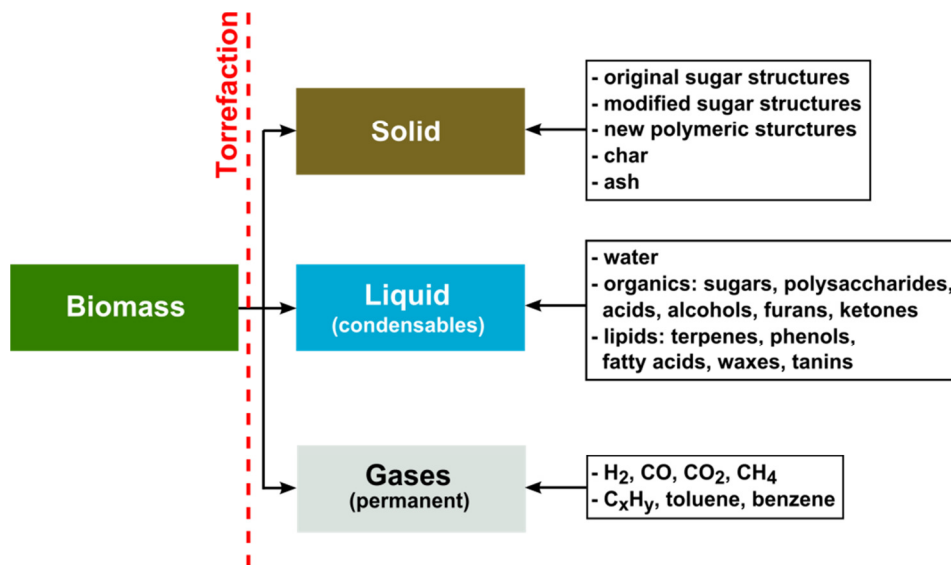 Torrefaction
Biomass
Solid
- original sugar structures
- modified sugar structures
- new polymeric sturctures
- char
- ash
Liquid
(condensables)
- water
- organics: sugars, polysaccharides,
acids, alcohols, furans, ketones
- lipids: terpenes, phenols,
fatty acids, waxes, tanins
Gases
(permanent)
- H₂, CO, CO₂, CH₄
- CₓHᵧ, toluene, benzene